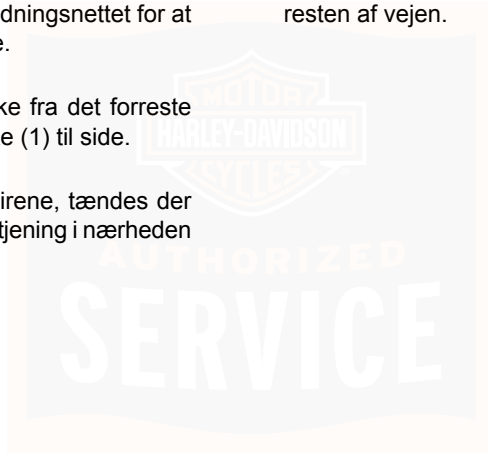 dningsnettet for at
e.
ke fra det forreste
e (1) til side.
irene, tændes der
tjening i nærheden
resten af vejen.
MOTOR
HARLEY-DAVIDSON
CYCLES
AUTHORIZED
SERVICE